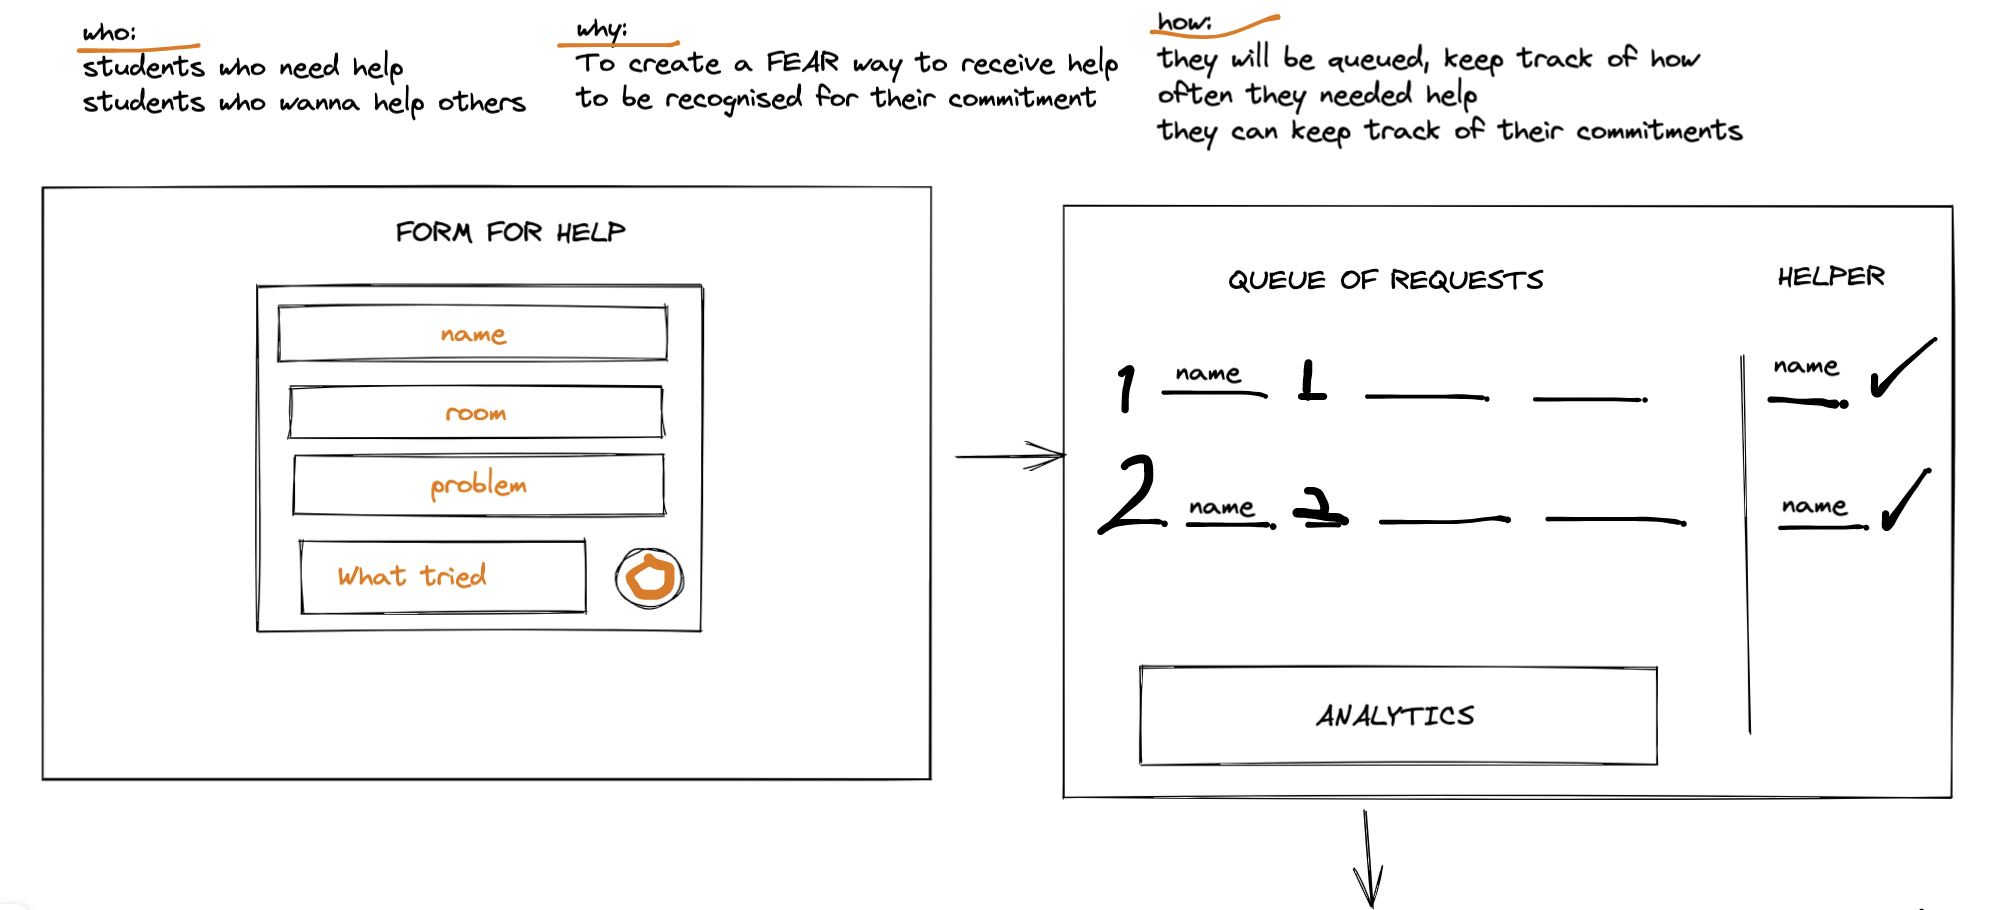 who:
students who need help
students who wanna help others
why:
To create a FEAR way to receive help
to be recognised for their commitment
how:
they will be queued, keep track of how
often they needed help
they can keep track of their commitments
FORM FOR HELP
name
room
problem
What tried
QUEUE OF REQUESTS
HELPER
1 name 1
name
2 name 2
name
ANALYTICS